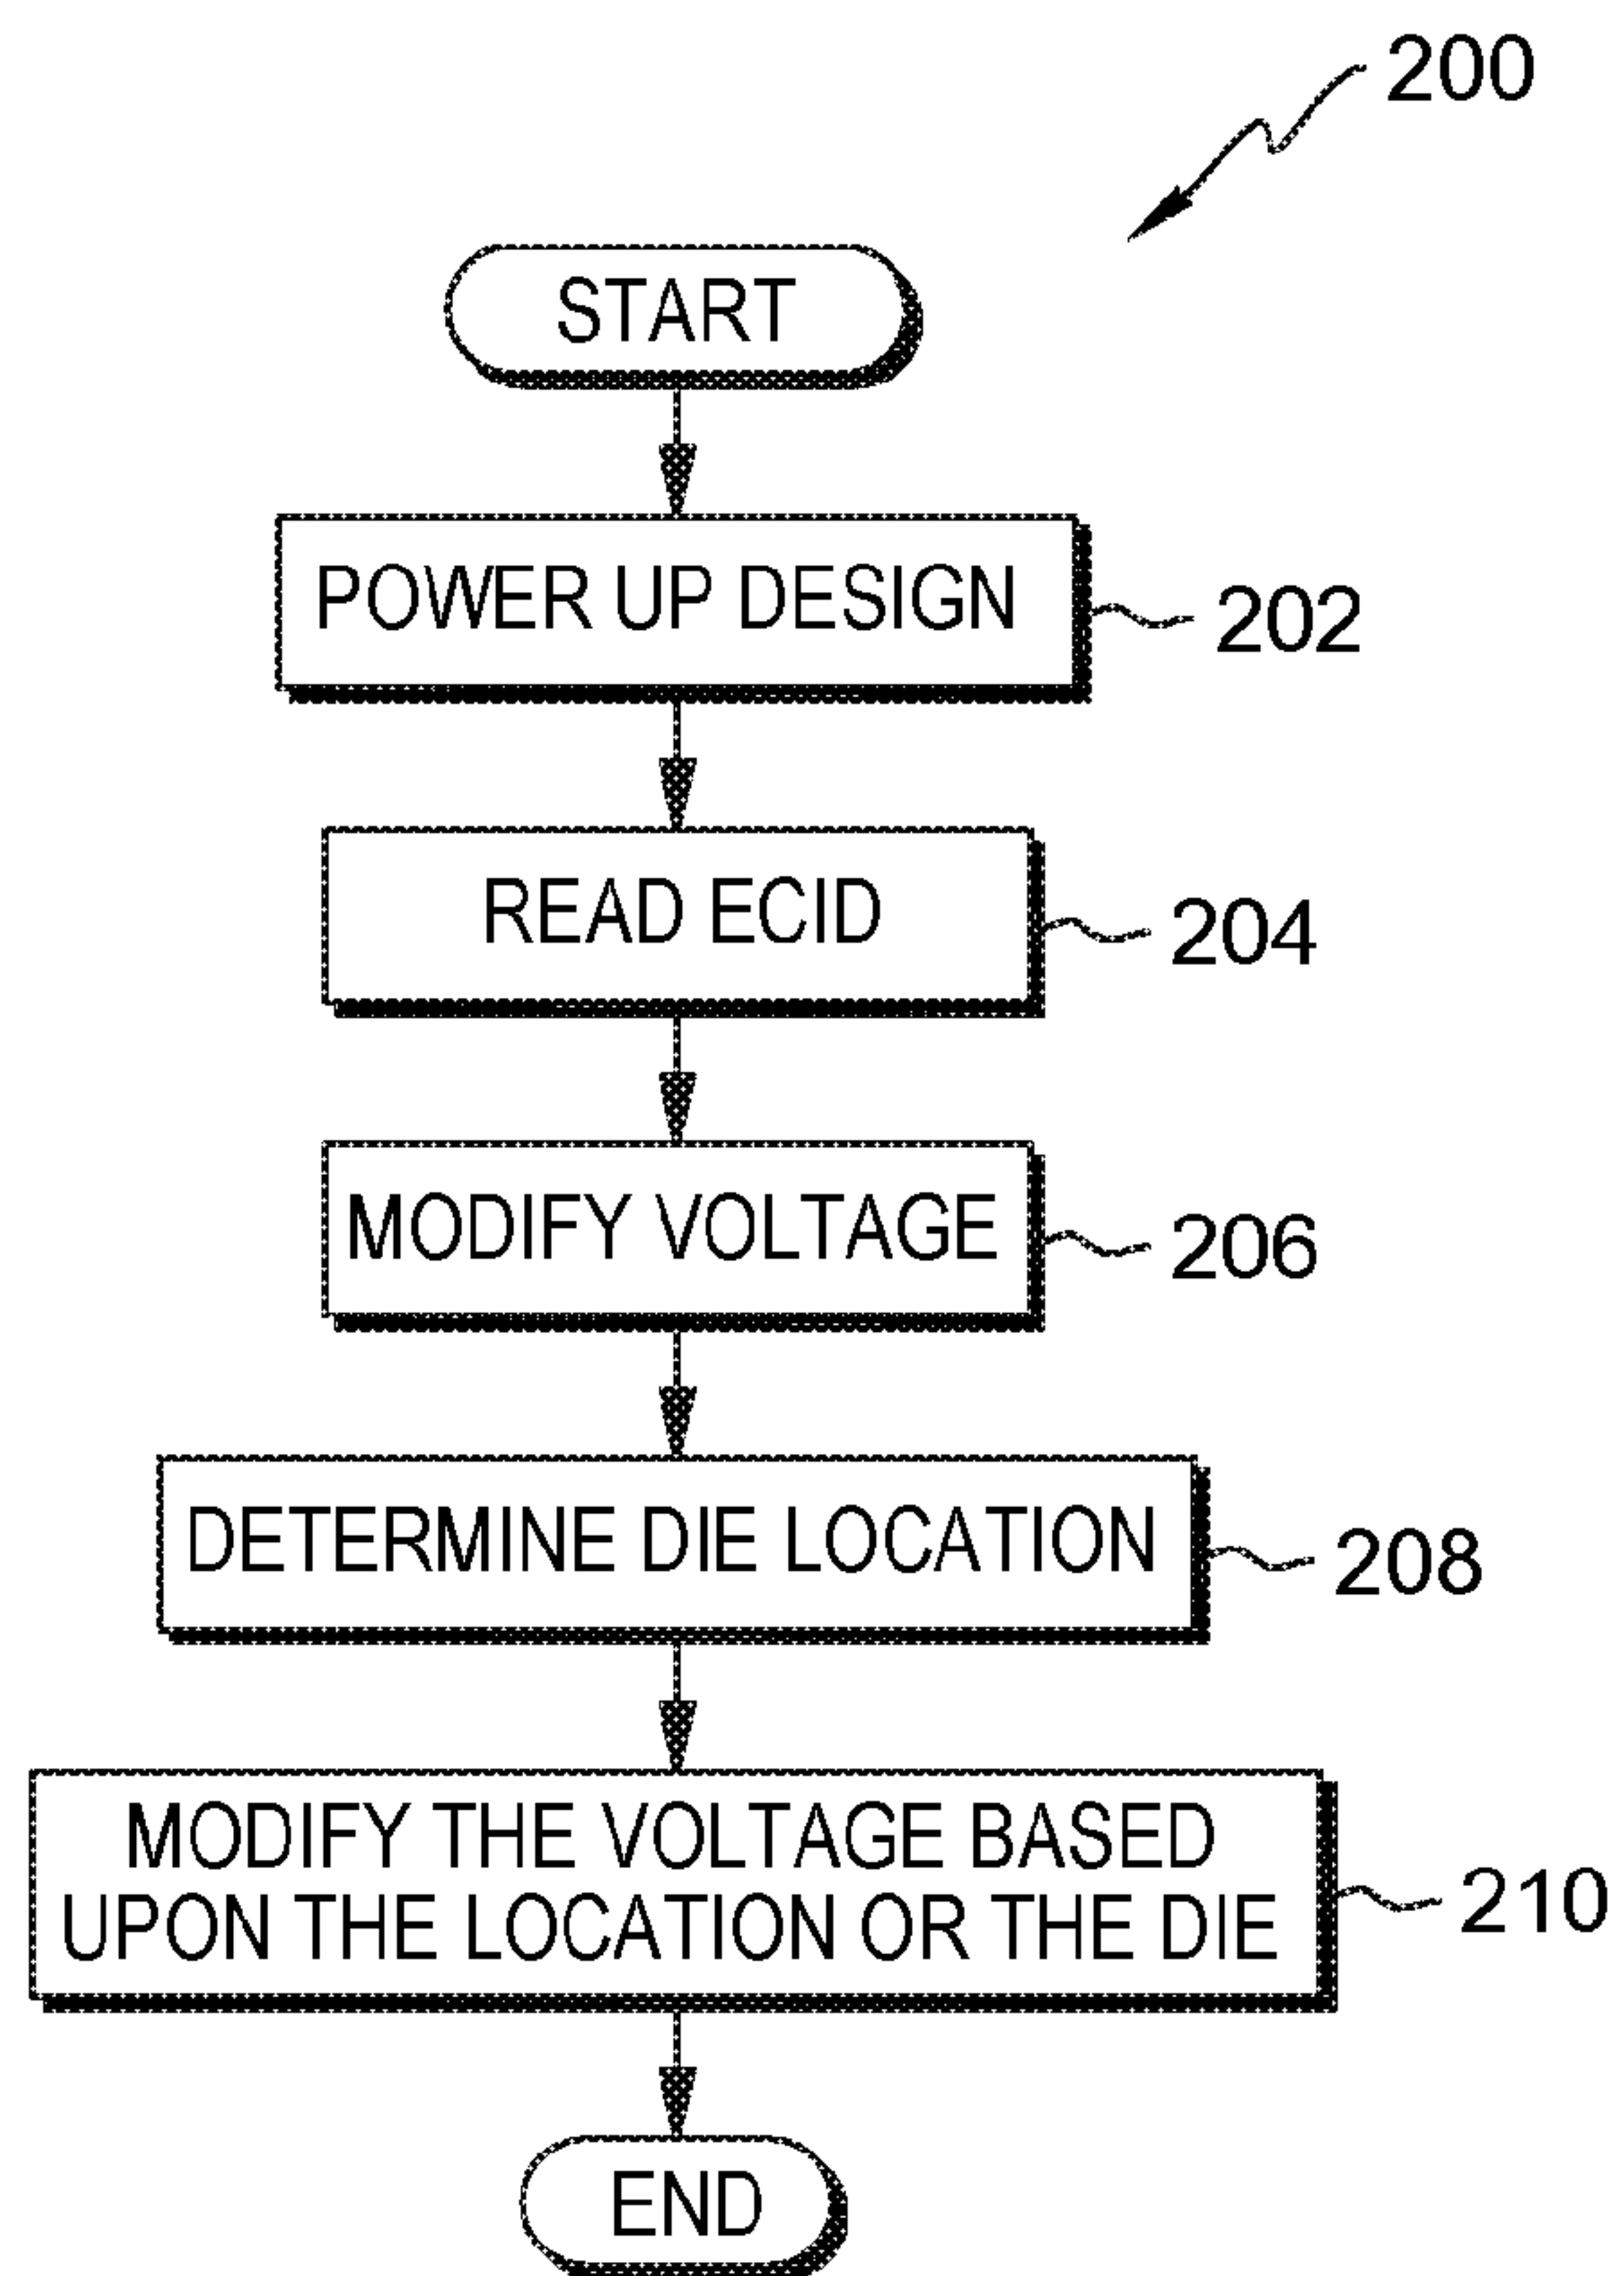 200
START
POWER UP DESIGN
202
READ ECID
204
MODIFY VOLTAGE
206
DETERMINE DIE LOCATION
208
MODIFY THE VOLTAGE BASED
UPON THE LOCATION OR THE DIE
210
END